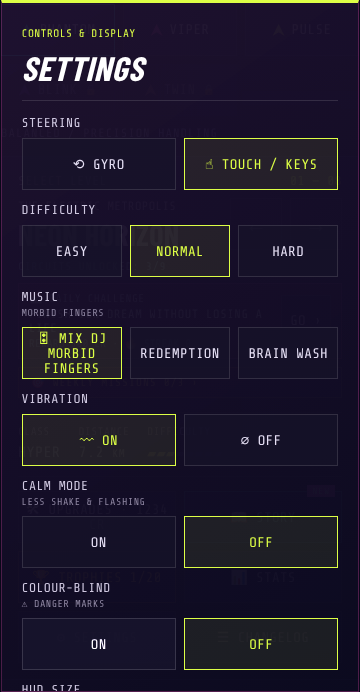 CONTROLS & DISPLAY
SETTINGS
STEERING
⟲ GYRO
☝ TOUCH / KEYS
DIFFICULTY
EASY
NORMAL
HARD
MUSIC
MORBID FINGERS
🎛 MIX DJ
MORBID
FINGERS
REDEMPTION
BRAIN WASH
VIBRATION
〰 ON
∅ OFF
CALM MODE
LESS SHAKE & FLASHING
ON
OFF
COLOUR-BLIND
⚠ DANGER MARKS
ON
OFF
HUD SIZE